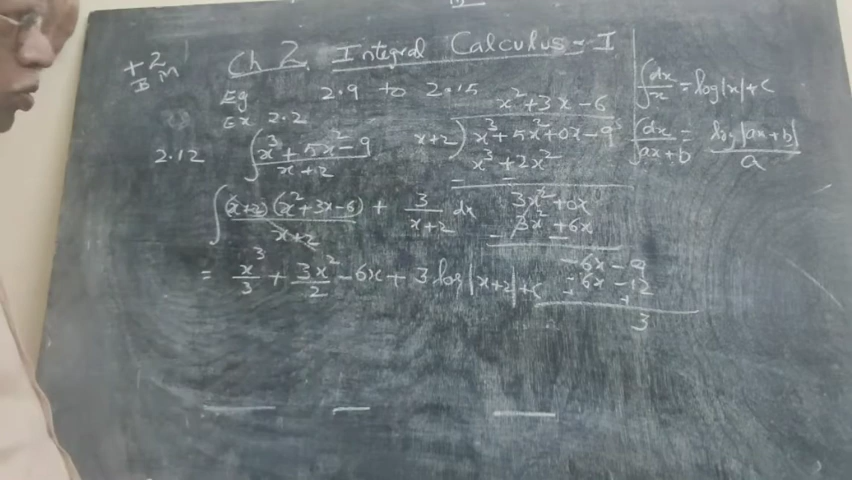 +2 BM
Ch 2. Integral Calculus - I
Eg 2.9 to 2.15
Ex 2.2
2.12 ∫ x³ + 5x² - 9 / x+2
∫ (x+2)(x²+3x-6) / x+2 + 3 / x+2 dx
= x³/3 + 3x²/2 - 6x + 3 log|x+2| + c
x²+3x-6
x+2) x³+5x²+0x-9
x³+2x²
- -
3x²+0x
3x²+6x
- -
-6x-9
-6x-12
+ +
3
∫ dx/x = log|x|+c
∫ dx/ax+b = log|ax+b| / a